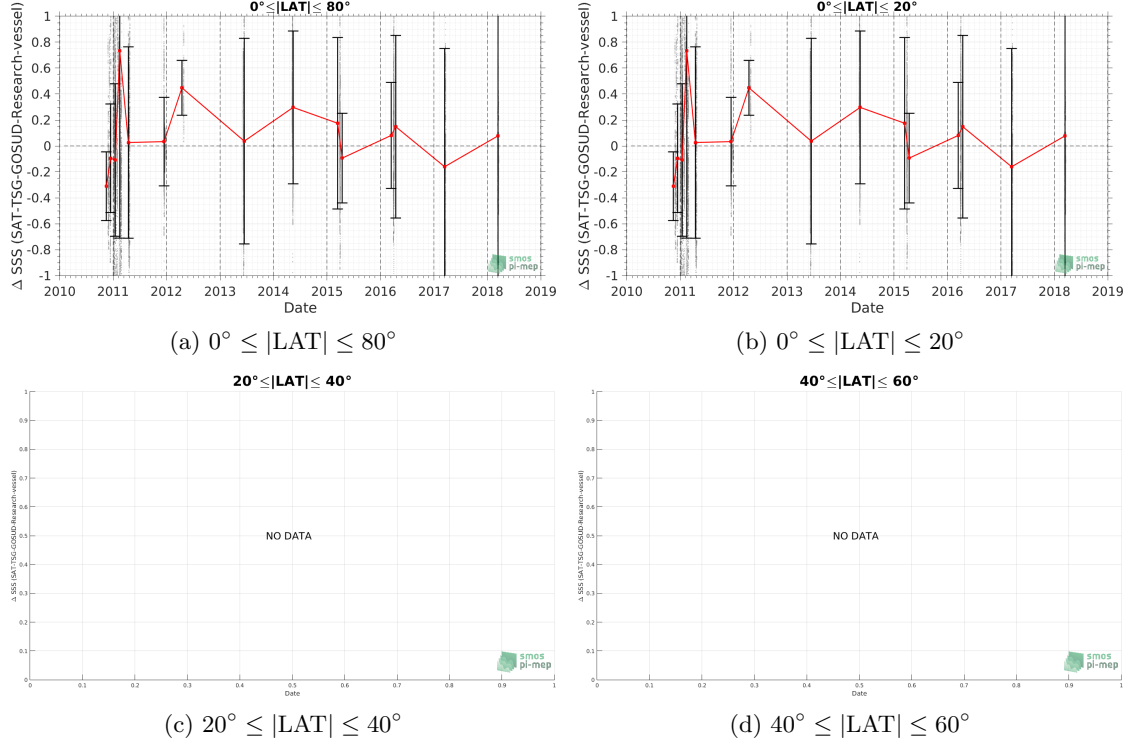 0°≤|LAT|≤ 80°
Δ SSS (SAT-TSG-GOSUD-Research-vessel)
1
0.8
0.6
0.4
0.2
0
-0.2
-0.4
-0.6
-0.8
-1
2010 2011 2012 2013 2014 2015 2016 2017 2018 2019
Date
smos
pi-mep
(a) 0° ≤ |LAT| ≤ 80°
0°≤|LAT|≤ 20°
Δ SSS (SAT-TSG-GOSUD-Research-vessel)
1
0.8
0.6
0.4
0.2
0
-0.2
-0.4
-0.6
-0.8
-1
2010 2011 2012 2013 2014 2015 2016 2017 2018 2019
Date
smos
pi-mep
(b) 0° ≤ |LAT| ≤ 20°
20°≤|LAT|≤ 40°
Δ SSS (SAT-TSG-GOSUD-Research-vessel)
1
0.9
0.8
0.7
0.6
0.5
0.4
0.3
0.2
0.1
0
NO DATA
0 0.1 0.2 0.3 0.4 0.5 0.6 0.7 0.8 0.9 1
Date
smos
pi-mep
(c) 20° ≤ |LAT| ≤ 40°
40°≤|LAT|≤ 60°
Δ SSS (SAT-TSG-GOSUD-Research-vessel)
1
0.9
0.8
0.7
0.6
0.5
0.4
0.3
0.2
0.1
0
NO DATA
0 0.1 0.2 0.3 0.4 0.5 0.6 0.7 0.8 0.9 1
Date
smos
pi-mep
(d) 40° ≤ |LAT| ≤ 60°